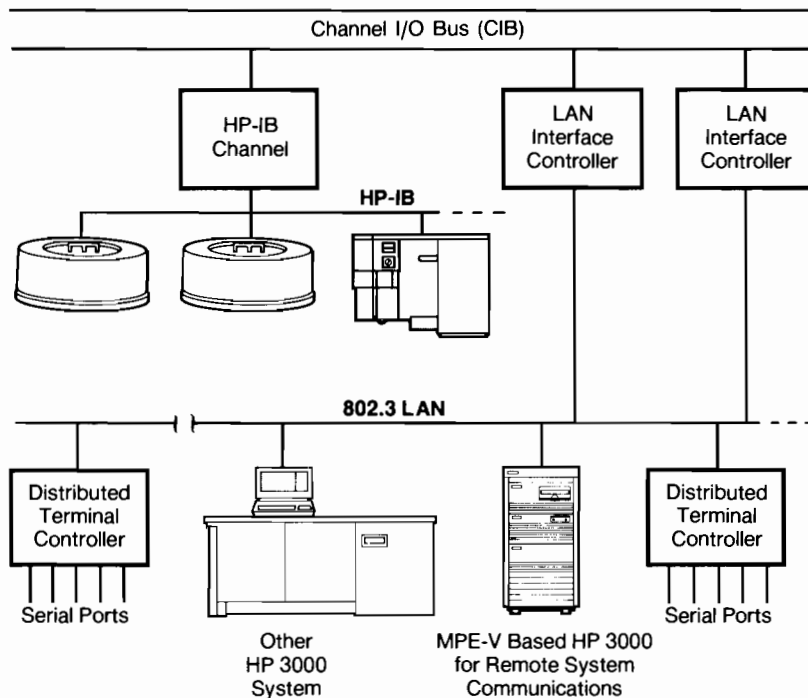 Channel I/O Bus (CIB)
HP-IB
Channel
LAN
Interface
Controller
LAN
Interface
Controller
HP-IB
802.3 LAN
Distributed
Terminal
Controller
Serial Ports
Other
HP 3000
System
MPE-V Based HP 3000
for Remote System
Communications
Distributed
Terminal
Controller
Serial Ports